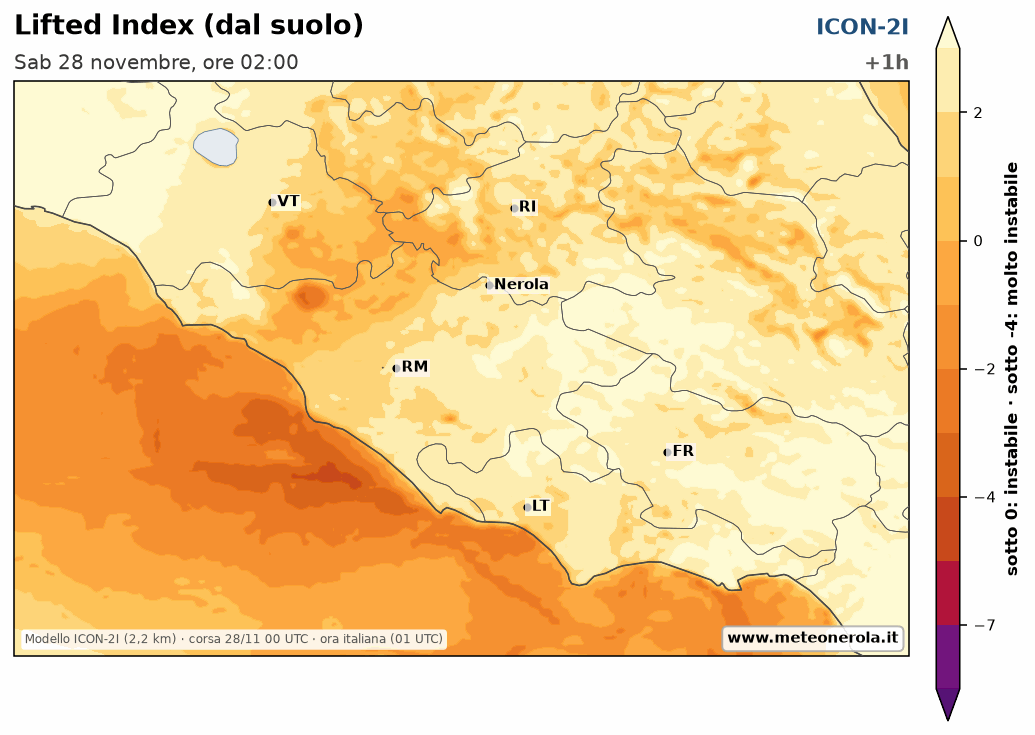 Lifted Index (dal suolo)
ICON-2I
Sab 28 novembre, ore 02:00
+1h
VT
RI
Nerola
RM
FR
LT
Modello ICON-2I (2,2 km) · corsa 28/11 00 UTC · ora italiana (01 UTC)
www.meteonerola.it
2
0
−2
−4
−7
sotto 0: instabile · sotto -4: molto instabile